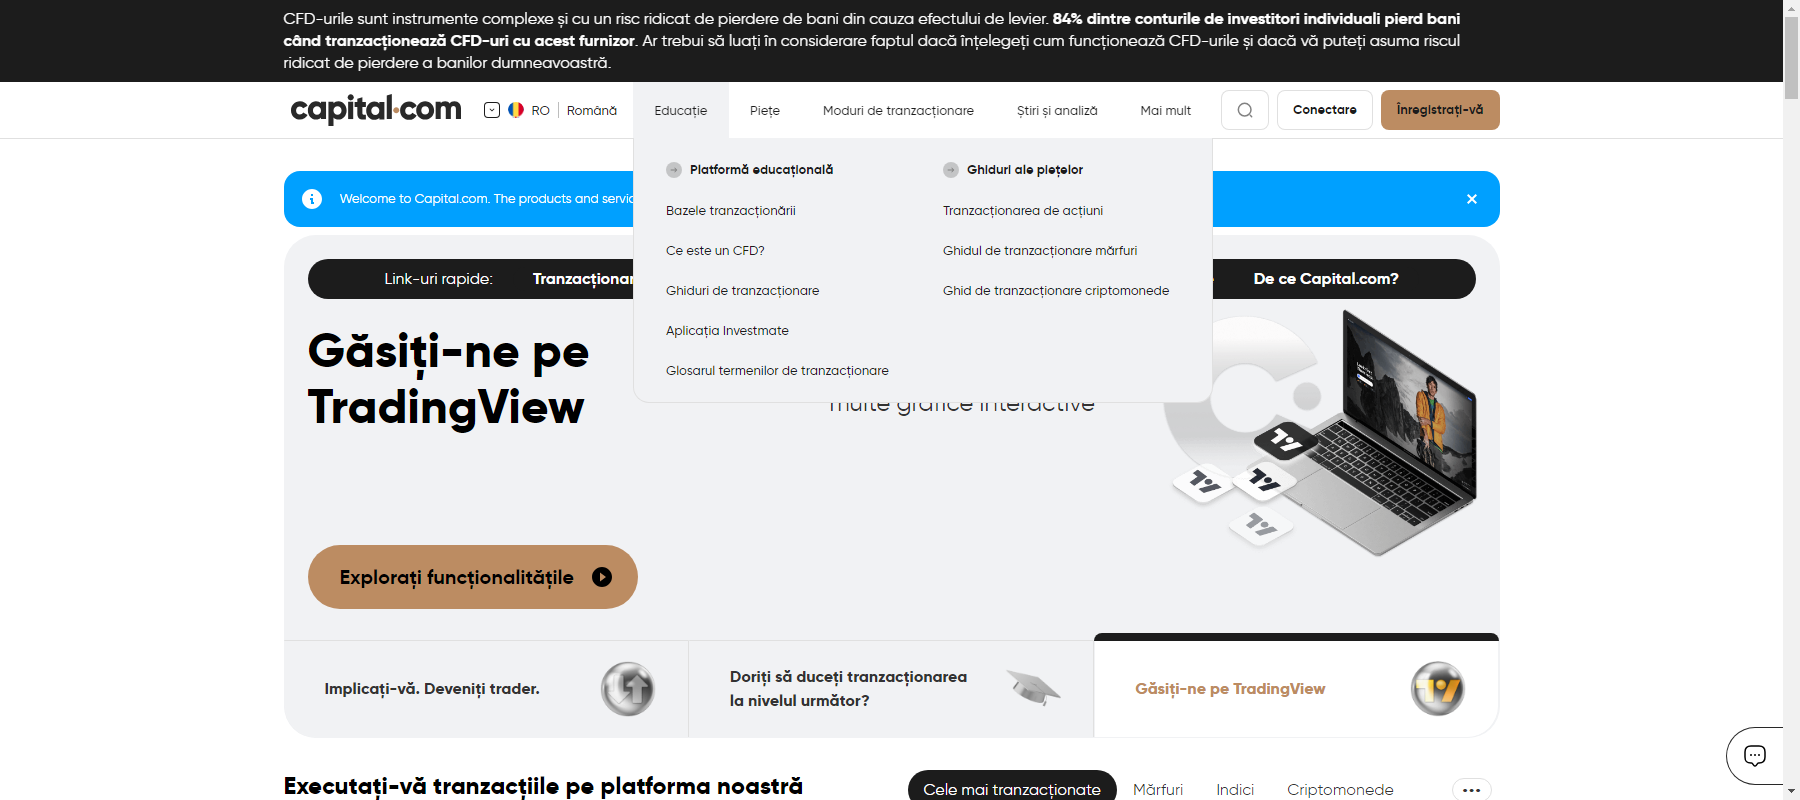 CFD-urile sunt instrumente complexe și cu un risc ridicat de pierdere de bani din cauza efectului de levier. 84% dintre conturile de investitori individuali pierd bani
când tranzacționează CFD-uri cu acest furnizor. Ar trebui să luați în considerare faptul dacă înțelegeți cum funcționează CFD-urile și dacă vă puteți asuma riscul
ridicat de pierdere a banilor dumneavoastră.
capital.com
RO | Română
Educație
Piețe
Moduri de tranzacționare
Știri și analiză
Mai mult
Conectare
Înregistrați-vă
Platformă educațională
Bazele tranzacționării
Ce este un CFD?
Ghiduri de tranzacționare
Aplicația Investmate
Glosarul termenilor de tranzacționare
Ghiduri ale piețelor
Tranzacționarea de acțiuni
Ghidul de tranzacționare mărfuri
Ghid de tranzacționare criptomonede
Welcome to Capital.com. The products and servic
Link-uri rapide:
Tranzacționar
De ce Capital.com?
Găsiți-ne pe
TradingView
multe grafice interactive
Explorați funcționalitățile
Implicați-vă. Deveniți trader.
Doriți să duceți tranzacționarea
la nivelul următor?
Găsiți-ne pe TradingView
Executați-vă tranzacțiile pe platforma noastră
Cele mai tranzacționate
Mărfuri
Indici
Criptomonede